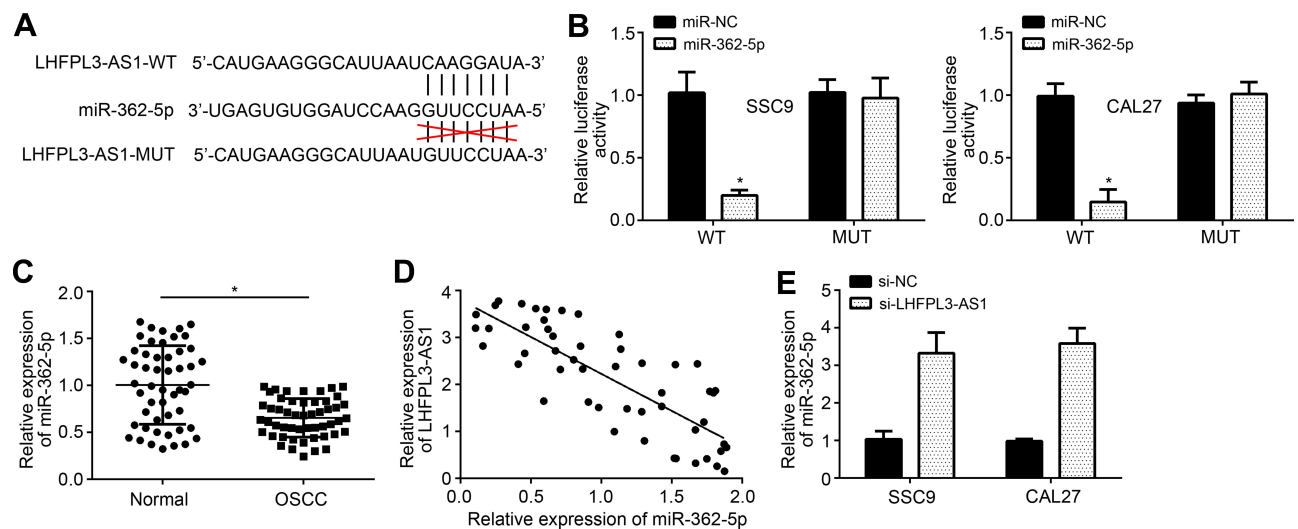 A
LHFPL3-AS1-WT 5’-CAUGAAGGGCAUUAAUCAAGGAUA-3’
miR-362-5p 3’-UGAGUGUGGAUCCAAGGUUCCUAA-5’
LHFPL3-AS1-MUT 5’-CAUGAAGGGCAUUAAUGUUCCUAA-3’
B
miR-NC
miR-362-5p
Relative luciferase
activity
1.5
1.0
0.5
0.0
SSC9
*
WT MUT
miR-NC
miR-362-5p
Relative luciferase
activity
1.5
1.0
0.5
0.0
CAL27
*
WT MUT
C
Relative expression
of miR-362-5p
2.0
1.5
1.0
0.5
0.0
*
Normal OSCC
D
Relative expression
of LHFPL3-AS1
4
3
2
1
0
0.0 0.5 1.0 1.5 2.0
Relative expression of miR-362-5p
E
si-NC
si-LHFPL3-AS1
Relative expression
of miR-362-5p
5
4
3
2
1
0
SSC9 CAL27